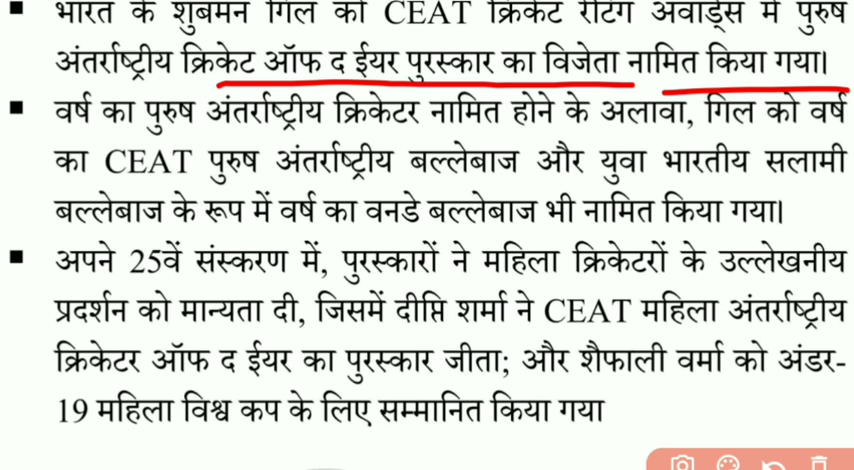 ▪ भारत के शुबमन गिल को CEAT क्रिकेट रेटिंग अवार्ड्स में पुरुष
अंतर्राष्ट्रीय क्रिकेट ऑफ द ईयर पुरस्कार का विजेता नामित किया गया।
▪ वर्ष का पुरुष अंतर्राष्ट्रीय क्रिकेटर नामित होने के अलावा, गिल को वर्ष
का CEAT पुरुष अंतर्राष्ट्रीय बल्लेबाज और युवा भारतीय सलामी
बल्लेबाज के रूप में वर्ष का वनडे बल्लेबाज भी नामित किया गया।
▪ अपने 25वें संस्करण में, पुरस्कारों ने महिला क्रिकेटरों के उल्लेखनीय
प्रदर्शन को मान्यता दी, जिसमें दीप्ति शर्मा ने CEAT महिला अंतर्राष्ट्रीय
क्रिकेटर ऑफ द ईयर का पुरस्कार जीता; और शैफाली वर्मा को अंडर-
19 महिला विश्व कप के लिए सम्मानित किया गया